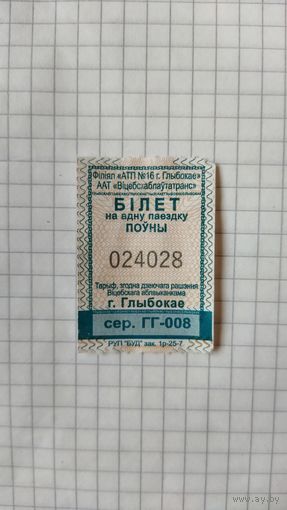 Філіял «АТП №16 г. Глыбокае»
ААТ «Віцебскаблаўтатранс»
БІЛЕТ
на адну паездку
ПОЎНЫ
024028
Тарыф, згодна дзеючага рашэння
Віцебскага аблвыканкама
г. Глыбокае
сер. ГГ-008
РУП "БУД" зак. 1р-25-7
www.ay.by